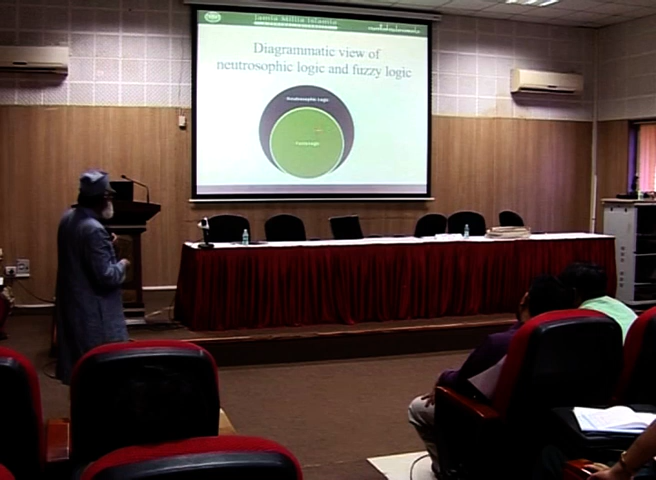 Jamia Millia Islamia
Diagrammatic view of
neutrosophic logic and fuzzy logic
Neutrosophic Logic
Fuzzy Logic